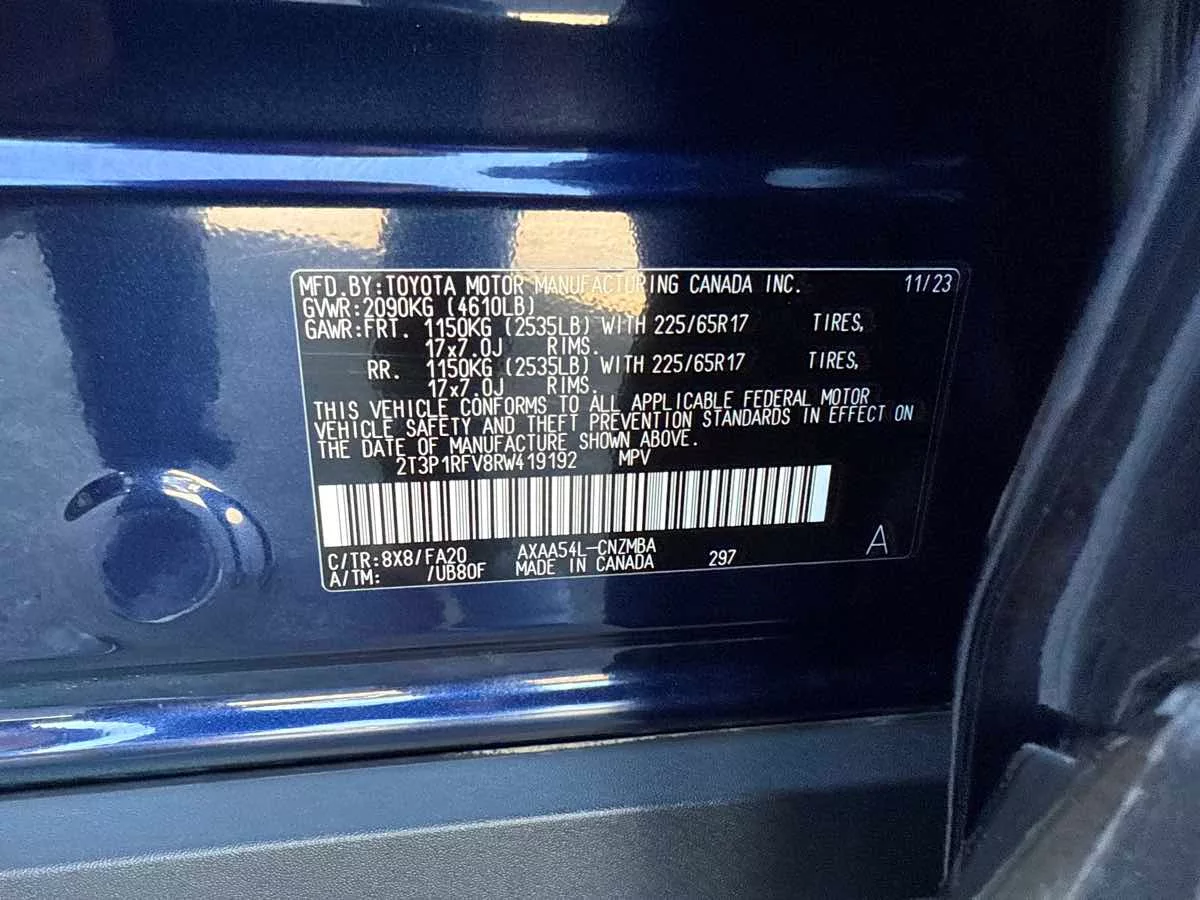 MFD.BY:TOYOTA MOTOR MANUFACTURING CANADA INC. 11/23
GVWR:2090KG (4610LB)
GAWR:FRT. 1150KG (2535LB) WITH 225/65R17 TIRES,
17x7.0J RIMS.
RR. 1150KG (2535LB) WITH 225/65R17 TIRES,
17x7.0J RIMS.
THIS VEHICLE CONFORMS TO ALL APPLICABLE FEDERAL MOTOR
VEHICLE SAFETY AND THEFT PREVENTION STANDARDS IN EFFECT ON
THE DATE OF MANUFACTURE SHOWN ABOVE.
2T3P1RFV8RW419192 MPV
C/TR:8X8/FA20 AXAA54L-CNZMBA
A/TM: /UB80F MADE IN CANADA 297 A